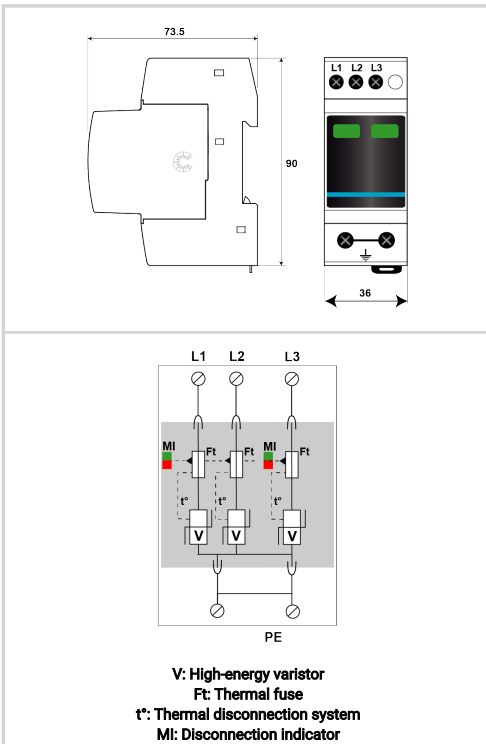 73.5
90
L1 L2 L3
36
L1 L2 L3
MI Ft Ft MI Ft
t° t° t°
V V V
PE
V: High-energy varistor
Ft: Thermal fuse
t°: Thermal disconnection system
MI: Disconnection indicator